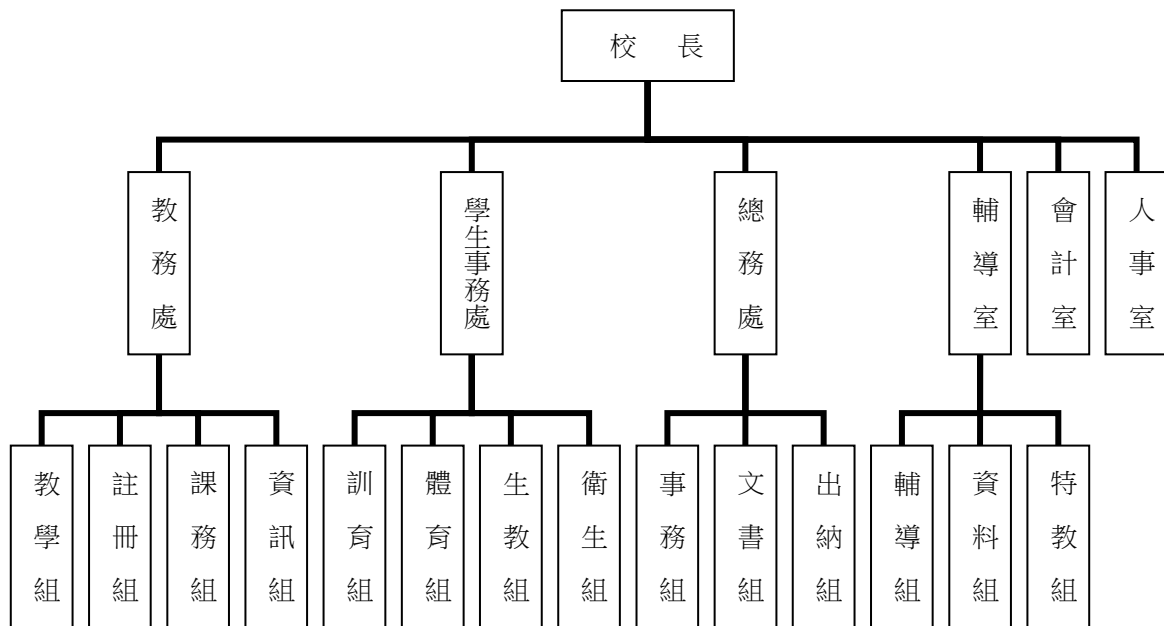 校 長
教務處
學生事務處
總務處
輔導室
會計室
人事室
教學組
註冊組
課務組
資訊組
訓育組
體育組
生教組
衛生組
事務組
文書組
出納組
輔導組
資料組
特教組